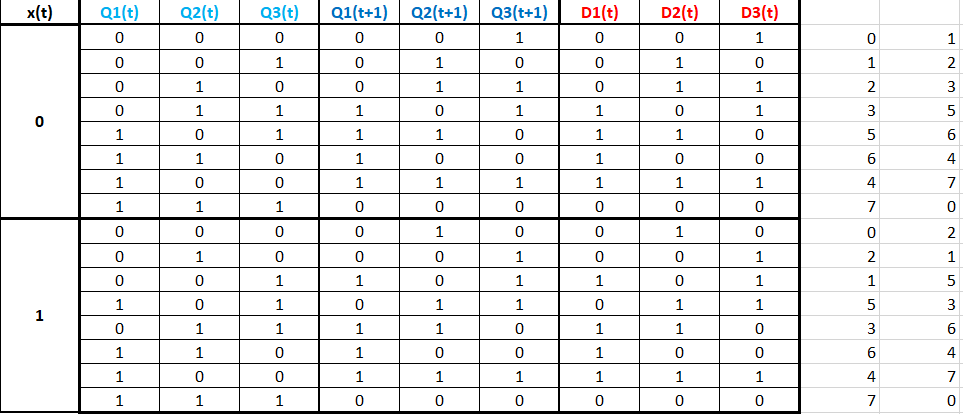 x(t) Q1(t) Q2(t) Q3(t) Q1(t+1) Q2(t+1) Q3(t+1) D1(t) D2(t) D3(t)
0 0 0 0 0 1 0 0 1 0 1
0 0 1 0 1 0 0 1 0 1 2
0 1 0 0 1 1 0 1 1 2 3
0 1 1 1 0 1 1 0 1 3 5
0
1 0 1 1 1 0 1 1 0 5 6
1 1 0 1 0 0 1 0 0 6 4
1 0 0 1 1 1 1 1 1 4 7
1 1 1 0 0 0 0 0 0 7 0
0 0 0 0 1 0 0 1 0 0 2
0 1 0 0 0 1 0 0 1 2 1
0 0 1 1 0 1 1 0 1 1 5
1 0 1 0 1 1 0 1 1 5 3
1
0 1 1 1 1 0 1 1 0 3 6
1 1 0 1 0 0 1 0 0 6 4
1 0 0 1 1 1 1 1 1 4 7
1 1 1 0 0 0 0 0 0 7 0